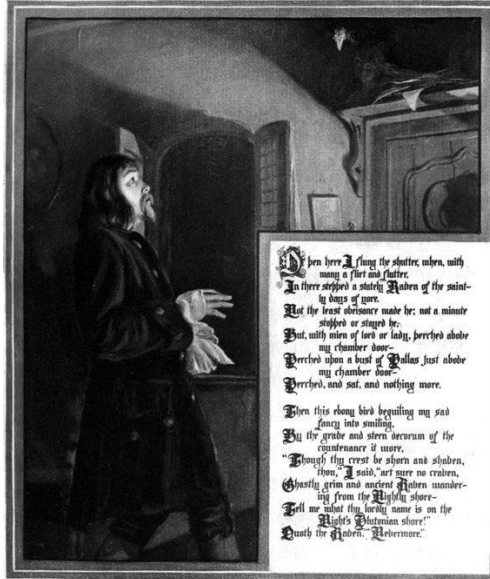 Open here I flung the shutter, when, with
many a flirt and flutter,
In there stepped a stately Raven of the saint-
ly days of yore.
Not the least obeisance made he; not a minute
stopped or stayed he;
But, with mien of lord or lady, perched above
my chamber door—
Perched upon a bust of Pallas just above
my chamber door—
Perched, and sat, and nothing more.
Then this ebony bird beguiling my sad
fancy into smiling,
By the grave and stern decorum of the
countenance it wore,
"Though thy crest be shorn and shaven,
thou," I said, "art sure no craven,
Ghastly grim and ancient Raven wander-
ing from the Nightly shore—
Tell me what thy lordly name is on the
Night's Plutonian shore!"
Quoth the Raven, "Nevermore."